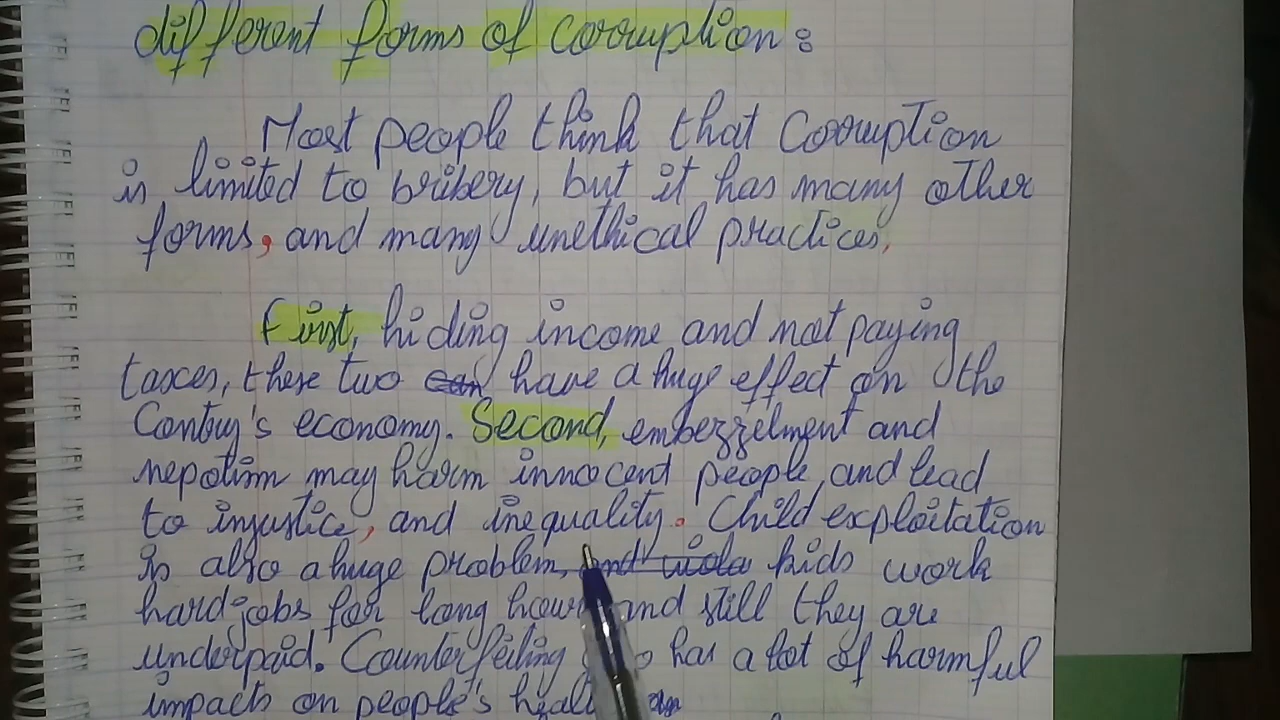 different forms of corruption :
Most people think that Corruption
is limited to bribery, but it has many other
forms, and many unethical practices.
First, hiding income and not paying
taxes, these two have a huge effect on the
Contry's economy. Second, embezzelment and
nepotism may harm innocent people, and lead
to injustice, and inequality. Child exploitation
is also a huge problem, kids work
hard jobs for long hours and still they are
underpaid. Counterfeiting has a lot of harmful
impacts on people's